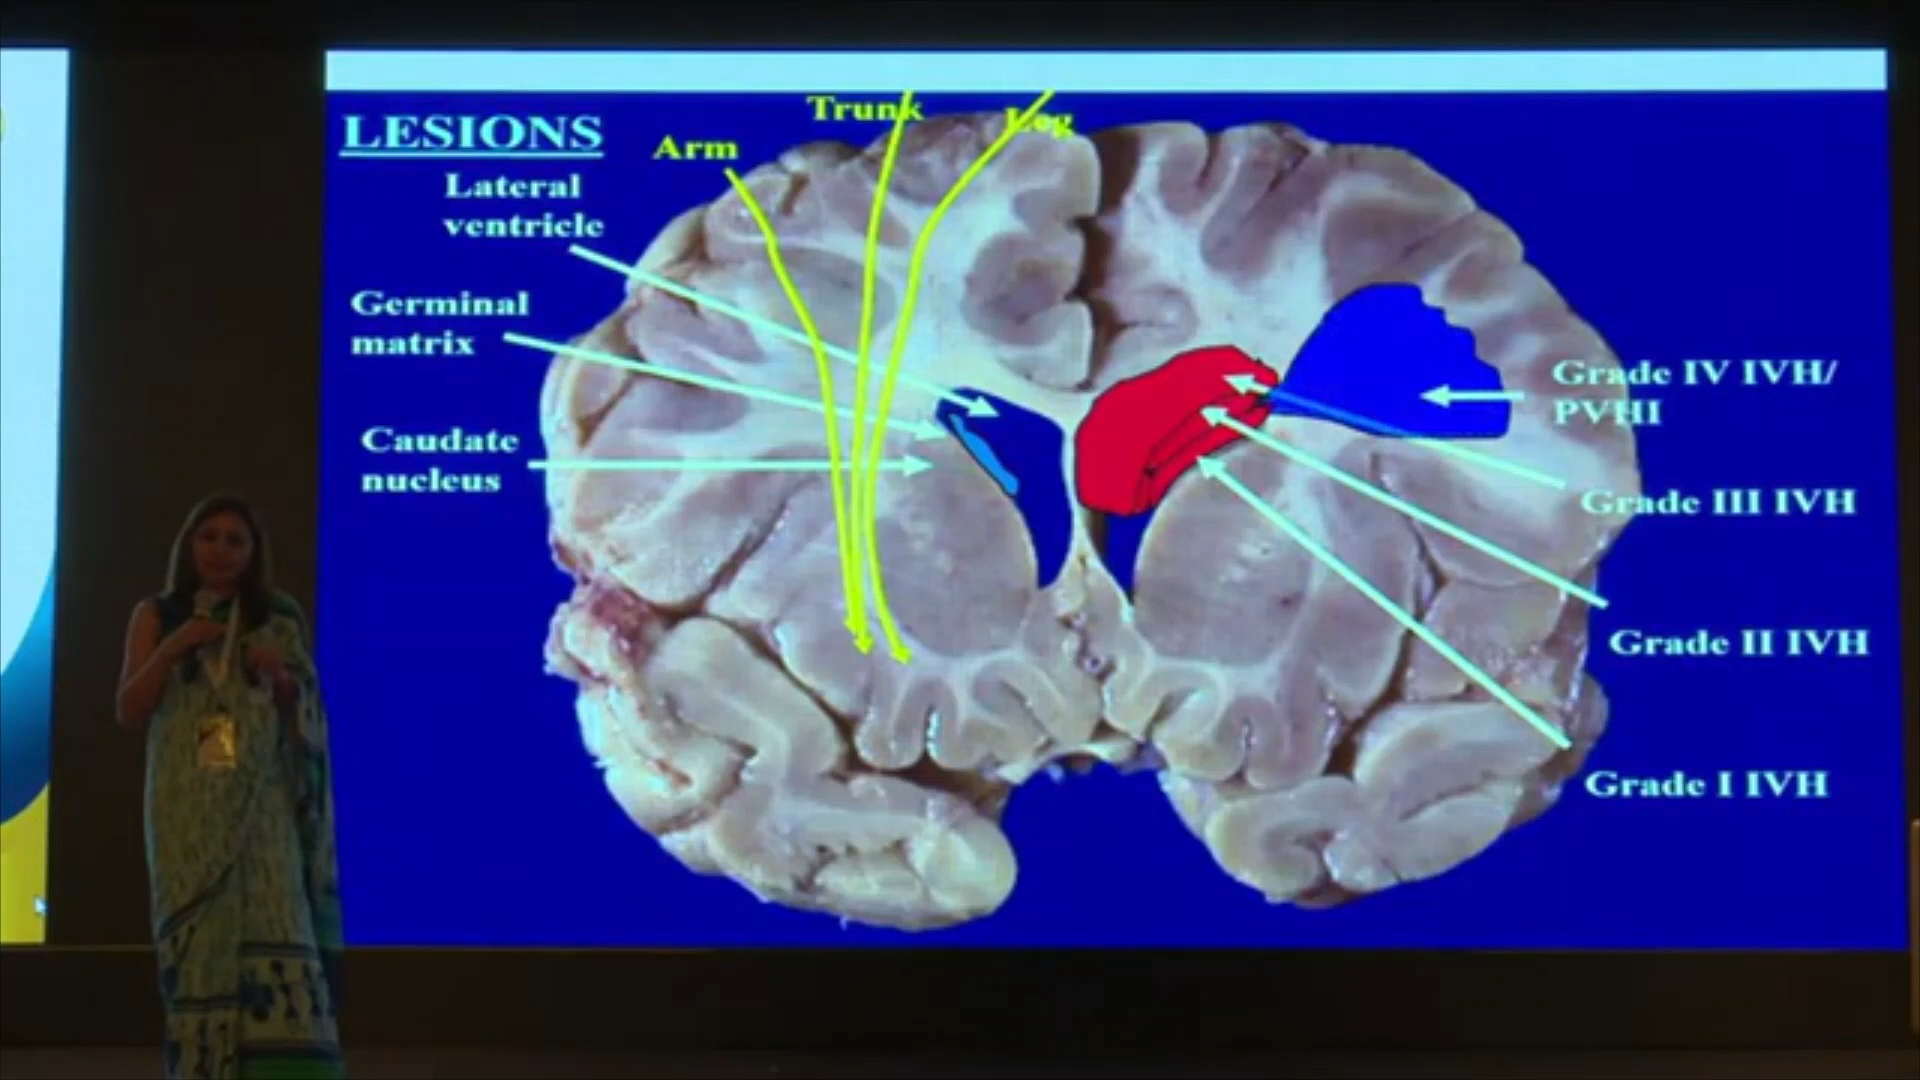 LESIONS
Trunk
Leg
Arm
Lateral
ventricle
Germinal
matrix
Caudate
nucleus
Grade IV IVH/
PVHI
Grade III IVH
Grade II IVH
Grade I IVH